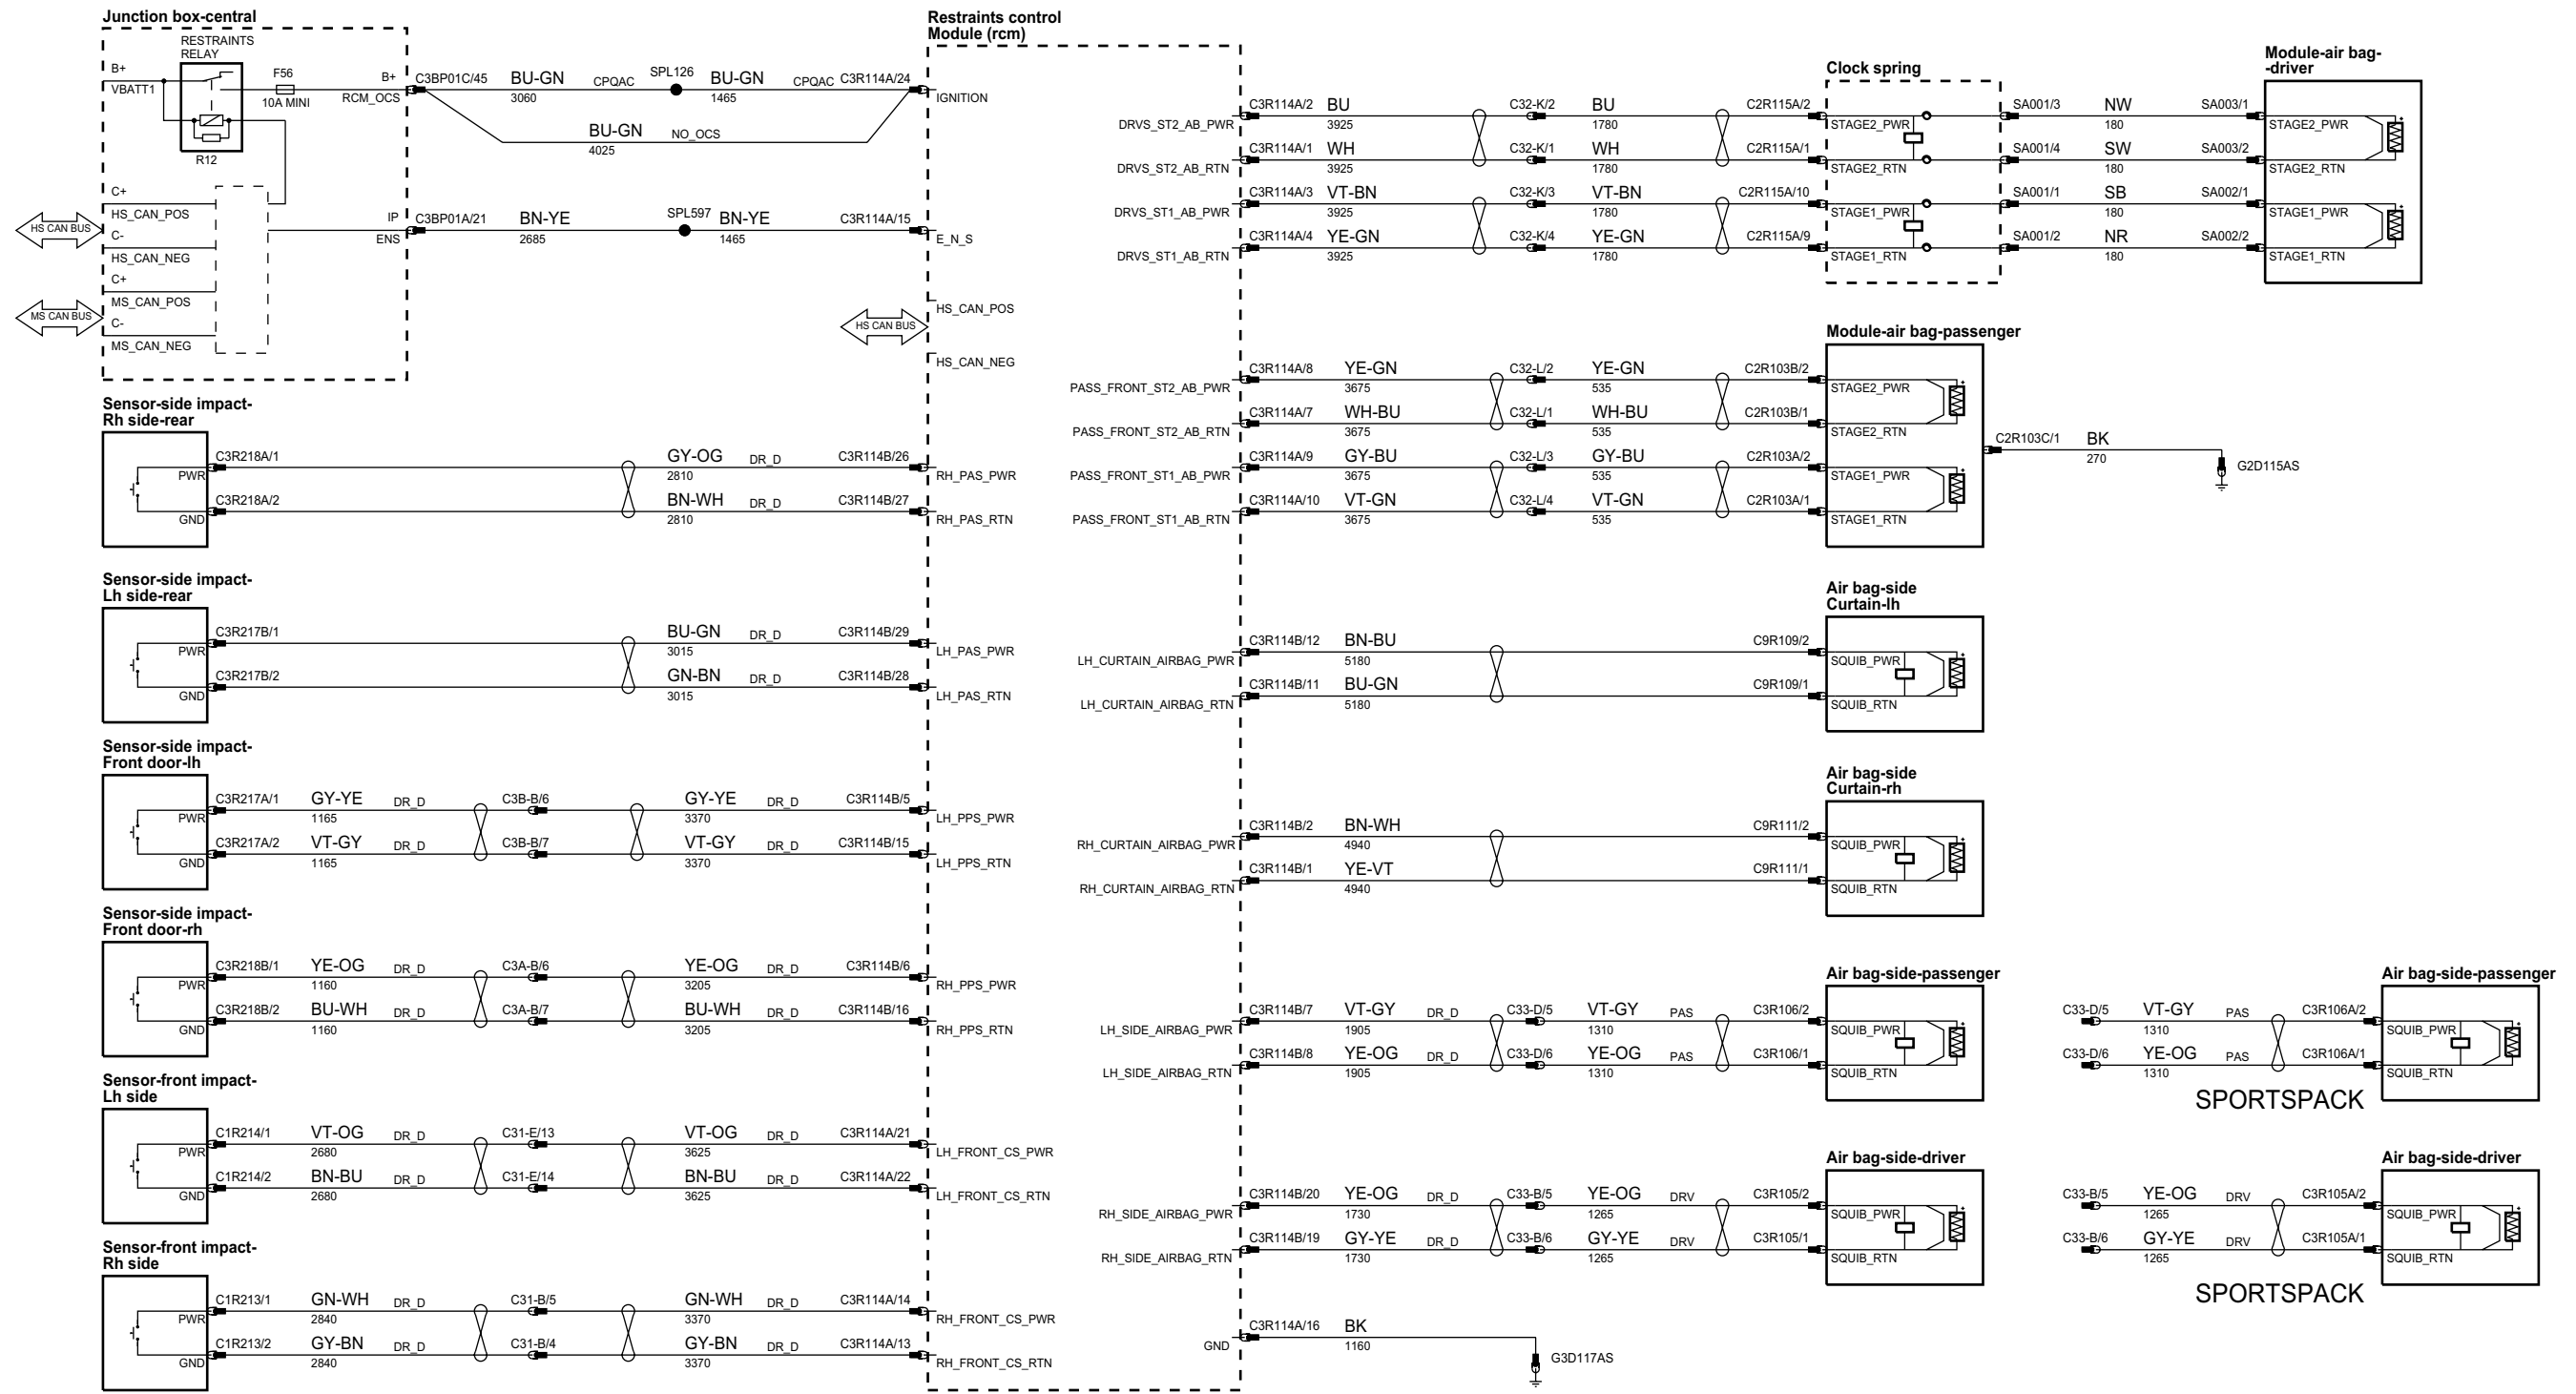 Junction box-central
RESTRAINTS
RELAY
B+
VBATT1
F56
10A MINI
B+
RCM_OCS
R12
C+
HS_CAN_POS
C-
HS_CAN_NEG
C+
MS_CAN_POS
C-
MS_CAN_NEG
HS CAN BUS
MS CAN BUS
IP
ENS
C3BP01C/45 BU-GN CPQAC SPL126 BU-GN CPQAC C3R114A/24
3060 1465
BU-GN NO_OCS
4025
C3BP01A/21 BN-YE SPL597 BN-YE C3R114A/15
2685 1465
Sensor-side impact-
Rh side-rear
C3R218A/1 GY-OG DR_D C3R114B/26
PWR 2810
C3R218A/2 BN-WH DR_D C3R114B/27
GND 2810
Sensor-side impact-
Lh side-rear
C3R217B/1 BU-GN DR_D C3R114B/29
PWR 3015
C3R217B/2 GN-BN DR_D C3R114B/28
GND 3015
Sensor-side impact-
Front door-lh
C3R217A/1 GY-YE DR_D C3B-B/6 GY-YE DR_D C3R114B/5
PWR 1165 3370
C3R217A/2 VT-GY DR_D C3B-B/7 VT-GY DR_D C3R114B/15
GND 1165 3370
Sensor-side impact-
Front door-rh
C3R218B/1 YE-OG DR_D C3A-B/6 YE-OG DR_D C3R114B/6
PWR 1160 3205
C3R218B/2 BU-WH DR_D C3A-B/7 BU-WH DR_D C3R114B/16
GND 1160 3205
Sensor-front impact-
Lh side
C1R214/1 VT-OG DR_D C31-E/13 VT-OG DR_D C3R114A/21
PWR 2680 3625
C1R214/2 BN-BU DR_D C31-E/14 BN-BU DR_D C3R114A/22
GND 2680 3625
Sensor-front impact-
Rh side
C1R213/1 GN-WH DR_D C31-B/5 GN-WH DR_D C3R114A/14
PWR 2840 3370
C1R213/2 GY-BN DR_D C31-B/4 GY-BN DR_D C3R114A/13
GND 2840 3370
Restraints control
Module (rcm)
IGNITION
E_N_S
HS_CAN_POS
HS CAN BUS
HS_CAN_NEG
RH_PAS_PWR
RH_PAS_RTN
LH_PAS_PWR
LH_PAS_RTN
LH_PPS_PWR
LH_PPS_RTN
RH_PPS_PWR
RH_PPS_RTN
LH_FRONT_CS_PWR
LH_FRONT_CS_RTN
RH_FRONT_CS_PWR
RH_FRONT_CS_RTN
DRVS_ST2_AB_PWR
DRVS_ST2_AB_RTN
DRVS_ST1_AB_PWR
DRVS_ST1_AB_RTN
PASS_FRONT_ST2_AB_PWR
PASS_FRONT_ST2_AB_RTN
PASS_FRONT_ST1_AB_PWR
PASS_FRONT_ST1_AB_RTN
LH_CURTAIN_AIRBAG_PWR
LH_CURTAIN_AIRBAG_RTN
RH_CURTAIN_AIRBAG_PWR
RH_CURTAIN_AIRBAG_RTN
LH_SIDE_AIRBAG_PWR
LH_SIDE_AIRBAG_RTN
RH_SIDE_AIRBAG_PWR
RH_SIDE_AIRBAG_RTN
GND
Clock spring
Module-air bag-
-driver
C3R114A/2 BU C32-K/2 BU C2R115A/2 SA001/3 NW SA003/1
3925 1780 STAGE2_PWR 180 STAGE2_PWR
C3R114A/1 WH C32-K/1 WH C2R115A/1 SA001/4 SW SA003/2
3925 1780 STAGE2_RTN 180 STAGE2_RTN
C3R114A/3 VT-BN C32-K/3 VT-BN C2R115A/10 SA001/1 SB SA002/1
3925 1780 STAGE1_PWR 180 STAGE1_PWR
C3R114A/4 YE-GN C32-K/4 YE-GN C2R115A/9 SA001/2 NR SA002/2
3925 1780 STAGE1_RTN 180 STAGE1_RTN
Module-air bag-passenger
C3R114A/8 YE-GN C32-L/2 YE-GN C2R103B/2
3675 535 STAGE2_PWR
C3R114A/7 WH-BU C32-L/1 WH-BU C2R103B/1
3675 535 STAGE2_RTN
C3R114A/9 GY-BU C32-L/3 GY-BU C2R103A/2
3675 535 STAGE1_PWR
C3R114A/10 VT-GN C32-L/4 VT-GN C2R103A/1
3675 535 STAGE1_RTN
C2R103C/1 BK
270
G2D115AS
Air bag-side
Curtain-lh
C3R114B/12 BN-BU C9R109/2
5180 SQUIB_PWR
C3R114B/11 BU-GN C9R109/1
5180 SQUIB_RTN
Air bag-side
Curtain-rh
C3R114B/2 BN-WH C9R111/2
4940 SQUIB_PWR
C3R114B/1 YE-VT C9R111/1
4940 SQUIB_RTN
Air bag-side-passenger
C3R114B/7 VT-GY DR_D C33-D/5 VT-GY PAS C3R106/2
1905 1310 SQUIB_PWR
C3R114B/8 YE-OG DR_D C33-D/6 YE-OG PAS C3R106/1
1905 1310 SQUIB_RTN
Air bag-side-passenger
C33-D/5 VT-GY PAS C3R106A/2
1310 SQUIB_PWR
C33-D/6 YE-OG PAS C3R106A/1
1310 SQUIB_RTN
SPORTSPACK
Air bag-side-driver
C3R114B/20 YE-OG DR_D C33-B/5 YE-OG DRV C3R105/2
1730 1265 SQUIB_PWR
C3R114B/19 GY-YE DR_D C33-B/6 GY-YE DRV C3R105/1
1730 1265 SQUIB_RTN
Air bag-side-driver
C33-B/5 YE-OG DRV C3R105A/2
1265 SQUIB_PWR
C33-B/6 GY-YE DRV C3R105A/1
1265 SQUIB_RTN
SPORTSPACK
C3R114A/16 BK
1160
G3D117AS